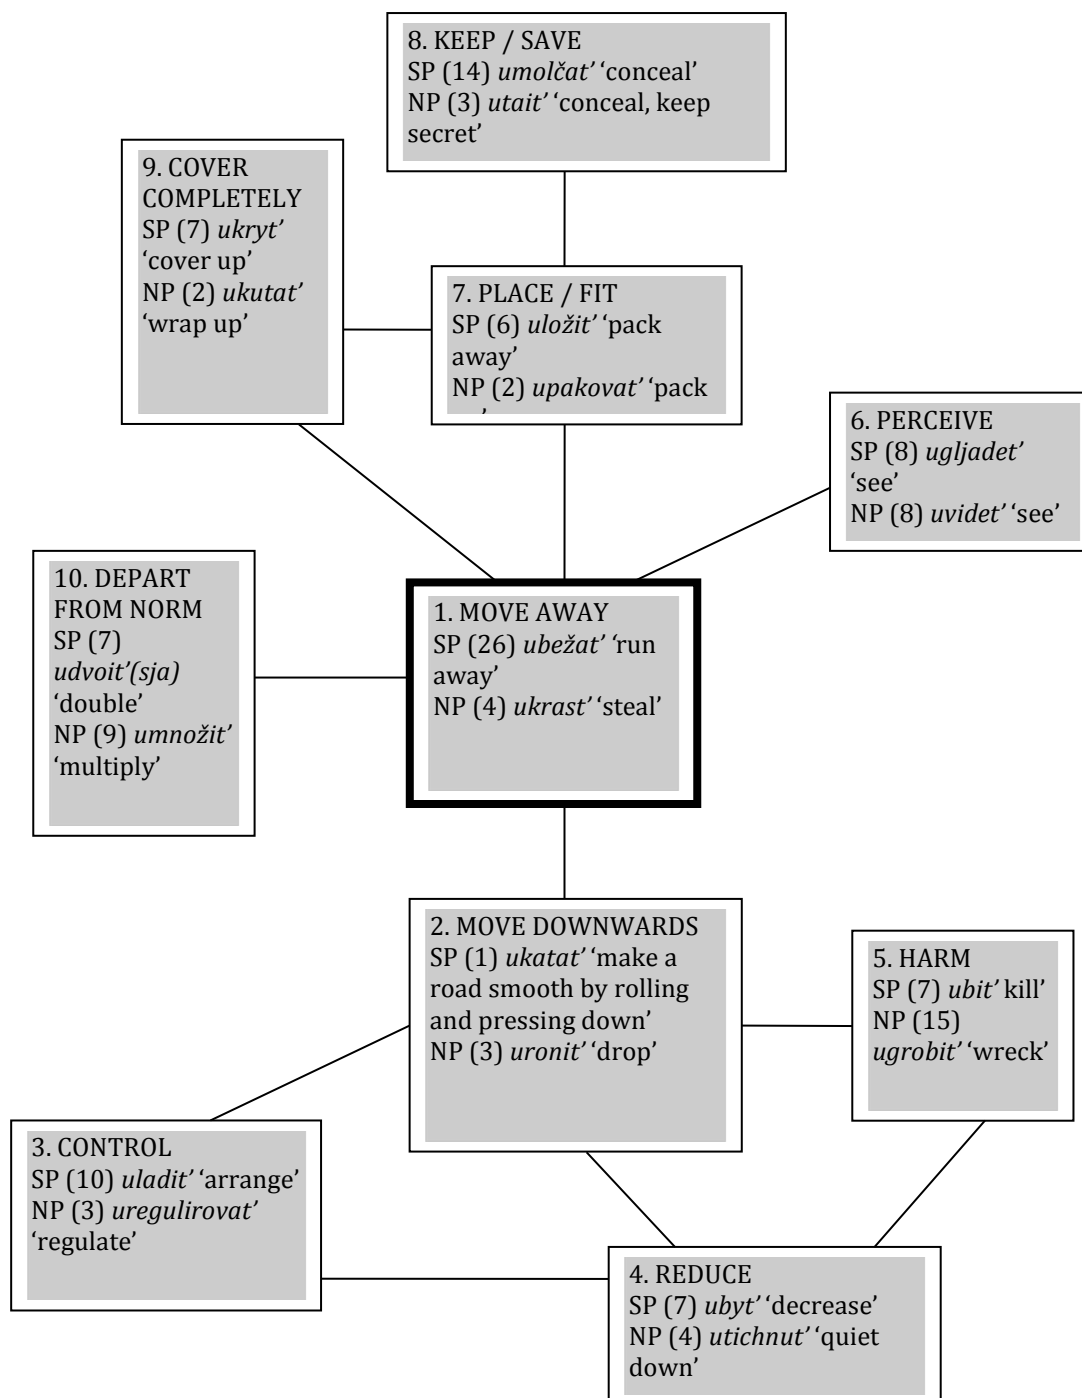 8. KEEP / SAVE
SP (14) umolčat’ ‘conceal’
NP (3) utait’ ‘conceal, keep
secret’
9. COVER
COMPLETELY
SP (7) ukryt’
‘cover up’
NP (2) ukutat’
‘wrap up’
7. PLACE / FIT
SP (6) uložit’ ‘pack
away’
NP (2) upakovat’ ‘pack
6. PERCEIVE
SP (8) ugljadet’
‘see’
NP (8) uvidet’ ‘see’
10. DEPART
FROM NORM
SP (7)
udvoit’(sja)
‘double’
NP (9) umnožit’
‘multiply’
1. MOVE AWAY
SP (26) ubežat’ ‘run
away’
NP (4) ukrast’ ‘steal’
2. MOVE DOWNWARDS
SP (1) ukatat’ ‘make a
road smooth by rolling
and pressing down’
NP (3) uronit’ ‘drop’
5. HARM
SP (7) ubit’ kill’
NP (15)
ugrobit’ ‘wreck’
3. CONTROL
SP (10) uladit’ ‘arrange’
NP (3) uregulirovat’
‘regulate’
4. REDUCE
SP (7) ubyt’ ‘decrease’
NP (4) utichnut’ ‘quiet
down’